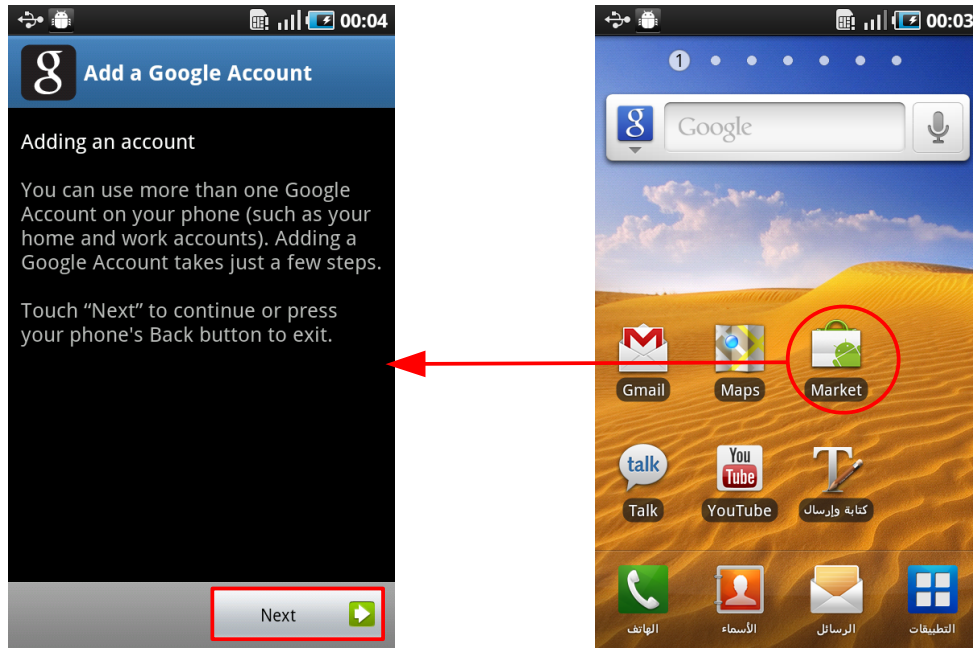 00:04
Add a Google Account
Adding an account
You can use more than one Google
Account on your phone (such as your
home and work accounts). Adding a
Google Account takes just a few steps.
Touch “Next” to continue or press
your phone's Back button to exit.
Next
00:03
1
Google
Gmail
Maps
Market
talk
You
Tube
Talk
YouTube
كتابة وإرسال
الهاتف
الأسماء
الرسائل
التطبيقات